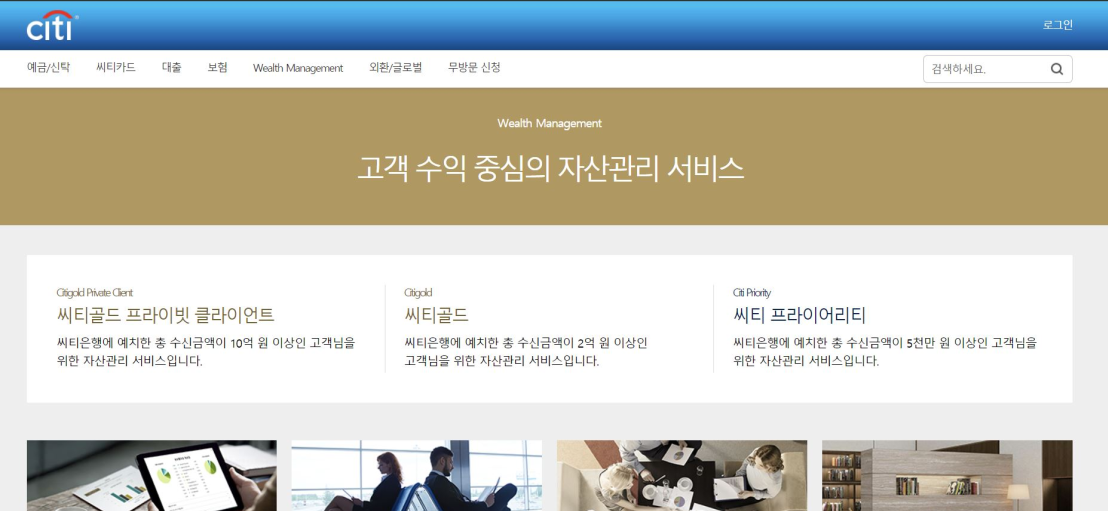 citi
로그인
예금/신탁 씨티카드 대출 보험 Wealth Management 외환/글로벌 무방문 신청
검색하세요.
Wealth Management
고객 수익 중심의 자산관리 서비스
Citigold Private Client
씨티골드 프라이빗 클라이언트
씨티은행에 예치한 총 수신금액이 10억 원 이상인 고객님을
위한 자산관리 서비스입니다.
Citigold
씨티골드
씨티은행에 예치한 총 수신금액이 2억 원 이상인
고객님을 위한 자산관리 서비스입니다.
Citi Priority
씨티 프라이어리티
씨티은행에 예치한 총 수신금액이 5천만 원 이상인 고객님을
위한 자산관리 서비스입니다.